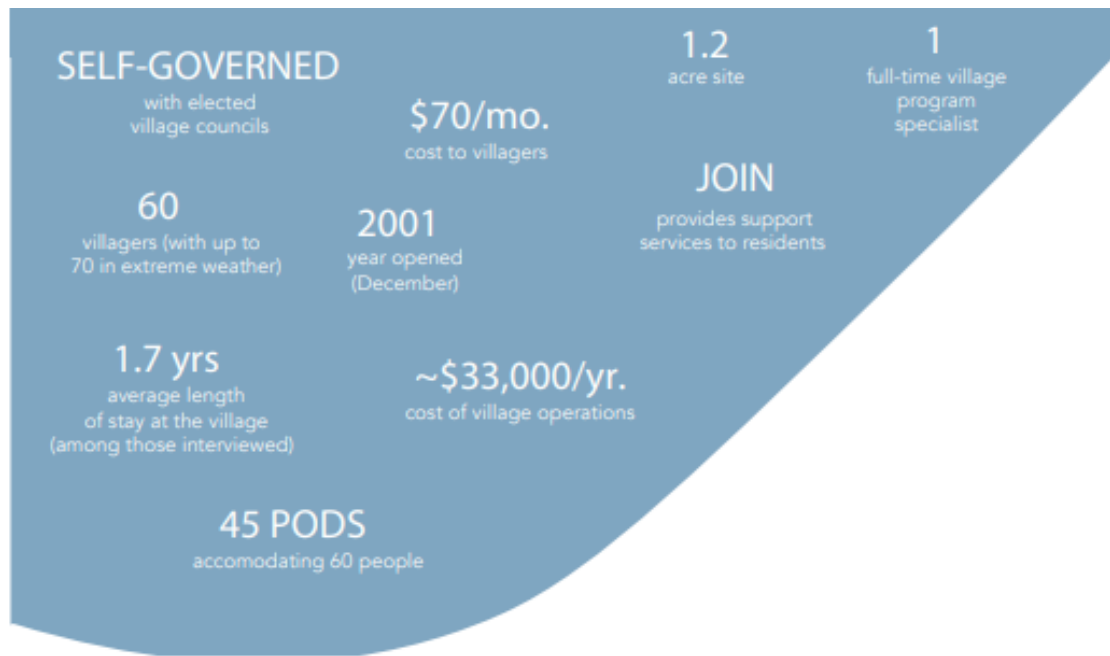 SELF-GOVERNED
with elected
village councils
$70/mo.
cost to villagers
1.2
acre site
1
full-time village
program
specialist
60
villagers (with up to
70 in extreme weather)
2001
year opened
(December)
JOIN
provides support
services to residents
1.7 yrs
average length
of stay at the village
(among those interviewed)
~$33,000/yr.
cost of village operations
45 PODS
accomodating 60 people